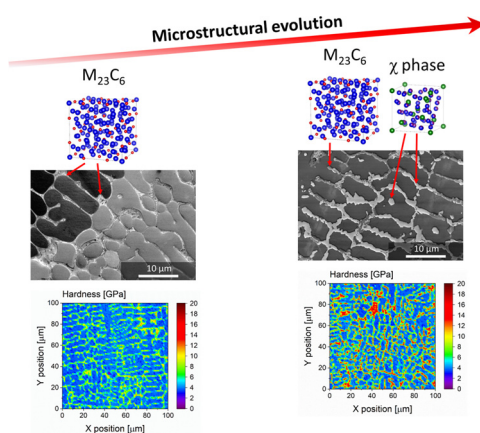 Microstructural evolution
M₂₃C₆
M₂₃C₆ χ phase
10 μm
10 μm
Hardness [GPa]
100
80
60
40
20
0
0 20 40 60 80 100
Y position [μm]
X position [μm]
20
18
16
14
12
10
8
6
4
2
0
Hardness [GPa]
100
80
60
40
20
0
0 20 40 60 80 100
Y position [μm]
X position [μm]
20
18
16
14
12
10
8
6
4
2
0